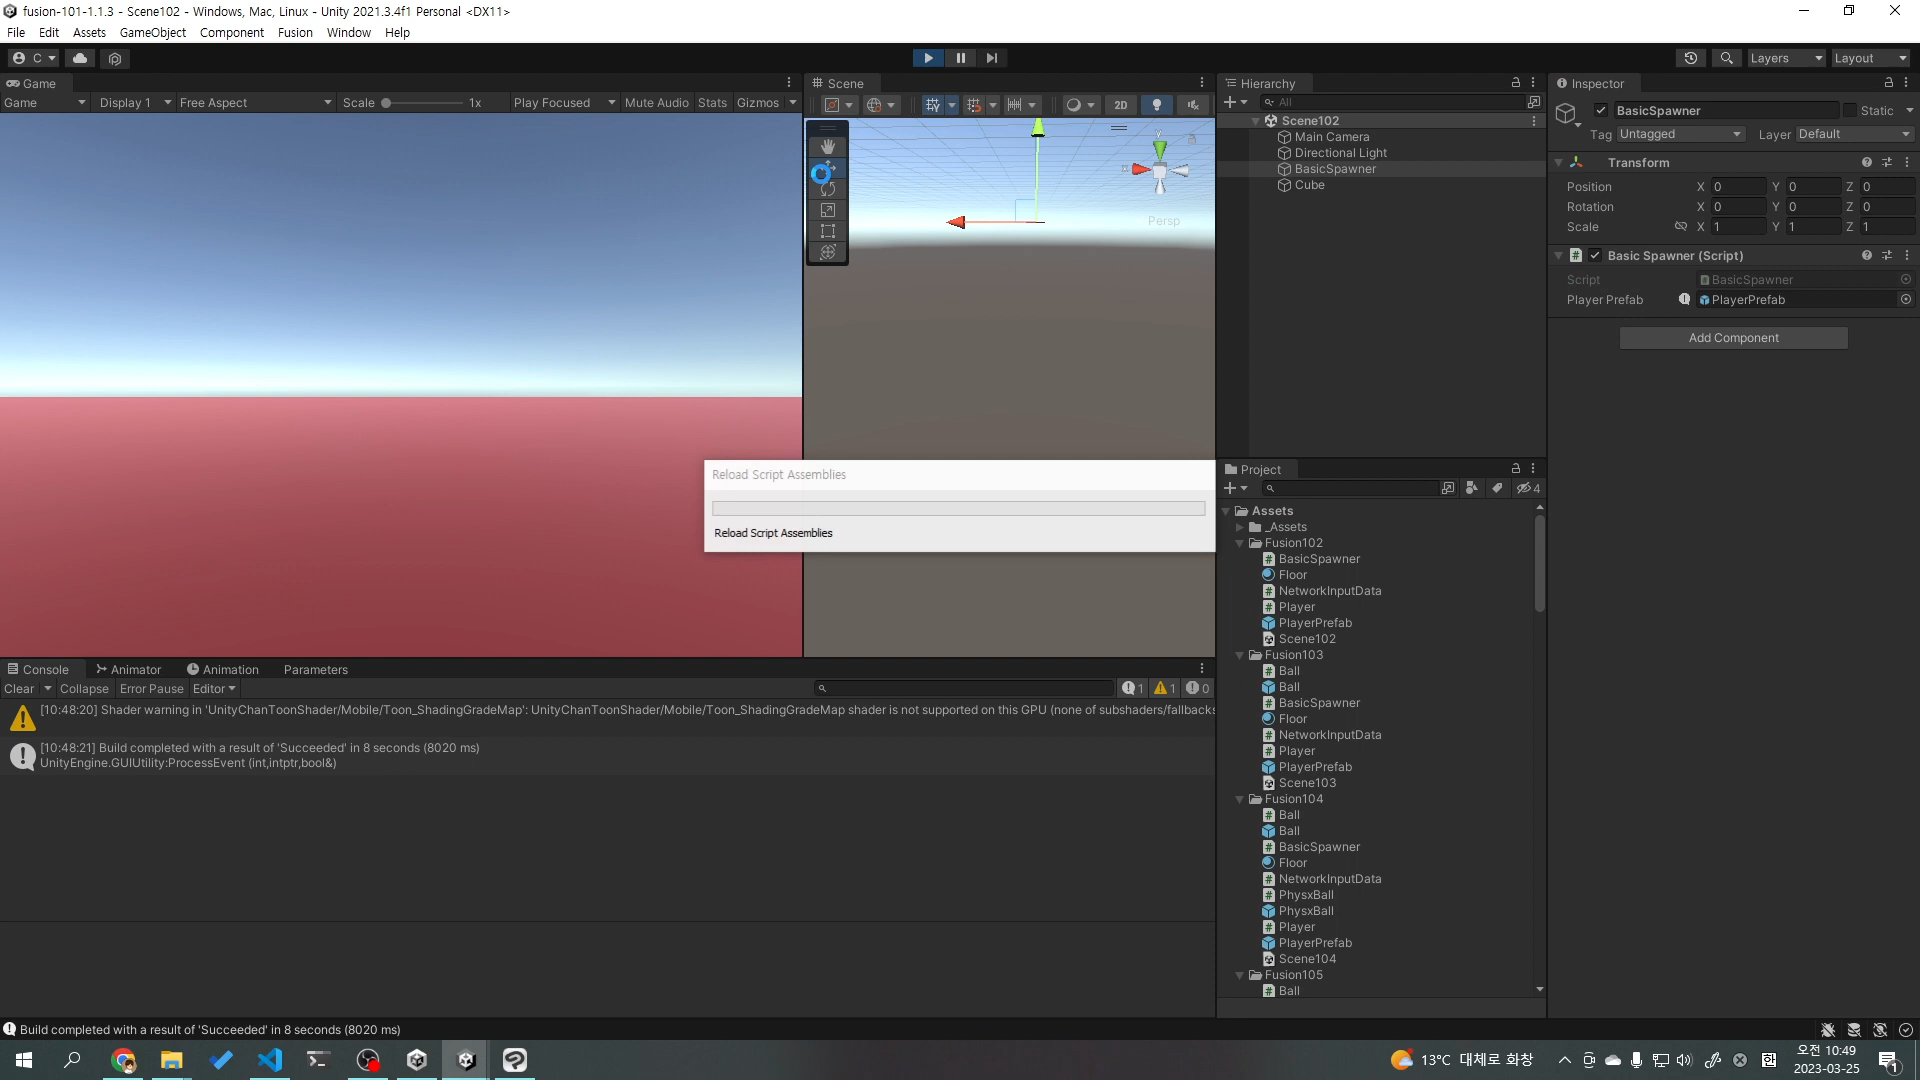 fusion-101-1.1.3 - Scene102 - Windows, Mac, Linux - Unity 2021.3.4f1 Personal <DX11>
File Edit Assets GameObject Component Fusion Window Help
C Layers Layout
Game
Game Display 1 Free Aspect Scale 1x Play Focused Mute Audio Stats Gizmos
Scene
2D
Y
X
Persp
Reload Script Assemblies
Reload Script Assemblies
Hierarchy
All
Scene102
Main Camera
Directional Light
BasicSpawner
Cube
Inspector
BasicSpawner Static
Tag Untagged Layer Default
Transform
Position X 0 Y 0 Z 0
Rotation X 0 Y 0 Z 0
Scale X 1 Y 1 Z 1
# Basic Spawner (Script)
Script BasicSpawner
Player Prefab PlayerPrefab
Add Component
Project
4
Assets
_Assets
Fusion102
BasicSpawner
Floor
NetworkInputData
Player
PlayerPrefab
Scene102
Fusion103
Ball
Ball
BasicSpawner
Floor
NetworkInputData
Player
PlayerPrefab
Scene103
Fusion104
Ball
Ball
BasicSpawner
Floor
NetworkInputData
PhysxBall
PhysxBall
Player
PlayerPrefab
Scene104
Fusion105
Ball
Console Animator Animation Parameters
Clear Collapse Error Pause Editor 1 1 0
[10:48:20] Shader warning in 'UnityChanToonShader/Mobile/Toon_ShadingGradeMap': UnityChanToonShader/Mobile/Toon_ShadingGradeMap shader is not supported on this GPU (none of subshaders/fallbacks
[10:48:21] Build completed with a result of 'Succeeded' in 8 seconds (8020 ms)
UnityEngine.GUIUtility:ProcessEvent (int,intptr,bool&)
Build completed with a result of 'Succeeded' in 8 seconds (8020 ms)
13°C 대체로 화창
오전 10:49
2023-03-25
1